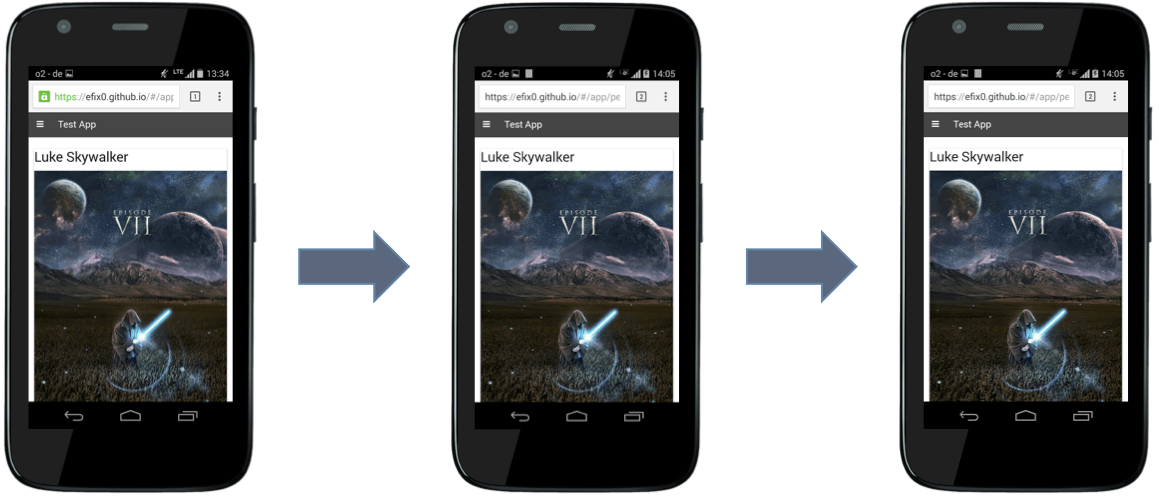 o2 - de LTE 13:34
https://efix0.github.io/#/app 1
Test App
Luke Skywalker
EPISODE
VII
o2 - de 14:05
https://efix0.github.io/#/app/pe 2
Test App
Luke Skywalker
EPISODE
VII
o2 - de 14:05
https://efix0.github.io/#/app/pe 2
Test App
Luke Skywalker
EPISODE
VII